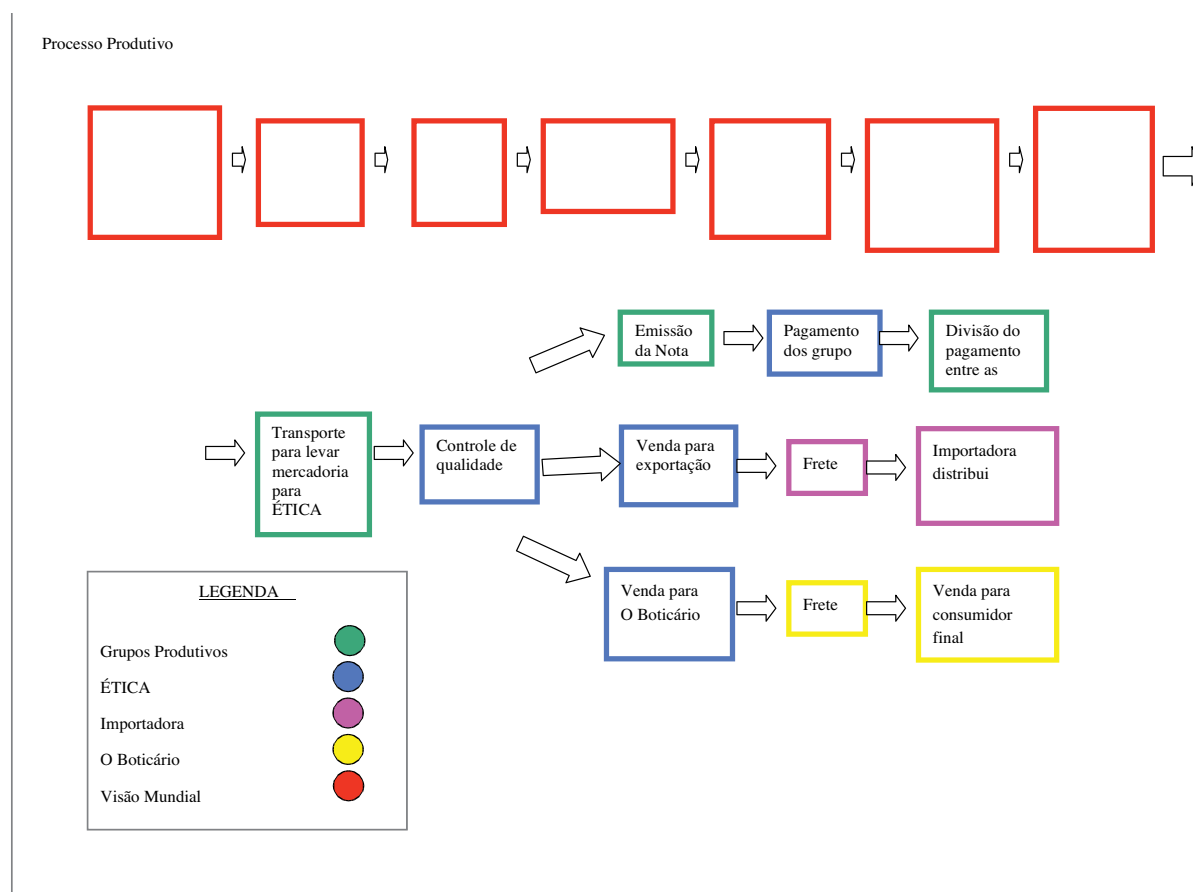 Processo Produtivo
Emissão
da Nota
Pagamento
dos grupo
Divisão do
pagamento
entre as
Transporte
para levar
mercadoria
para
ÉTICA
Controle de
qualidade
Venda para
exportação
Frete
Importadora
distribui
Venda para
O Boticário
Frete
Venda para
consumidor
final
LEGENDA
Grupos Produtivos
ÉTICA
Importadora
O Boticário
Visão Mundial